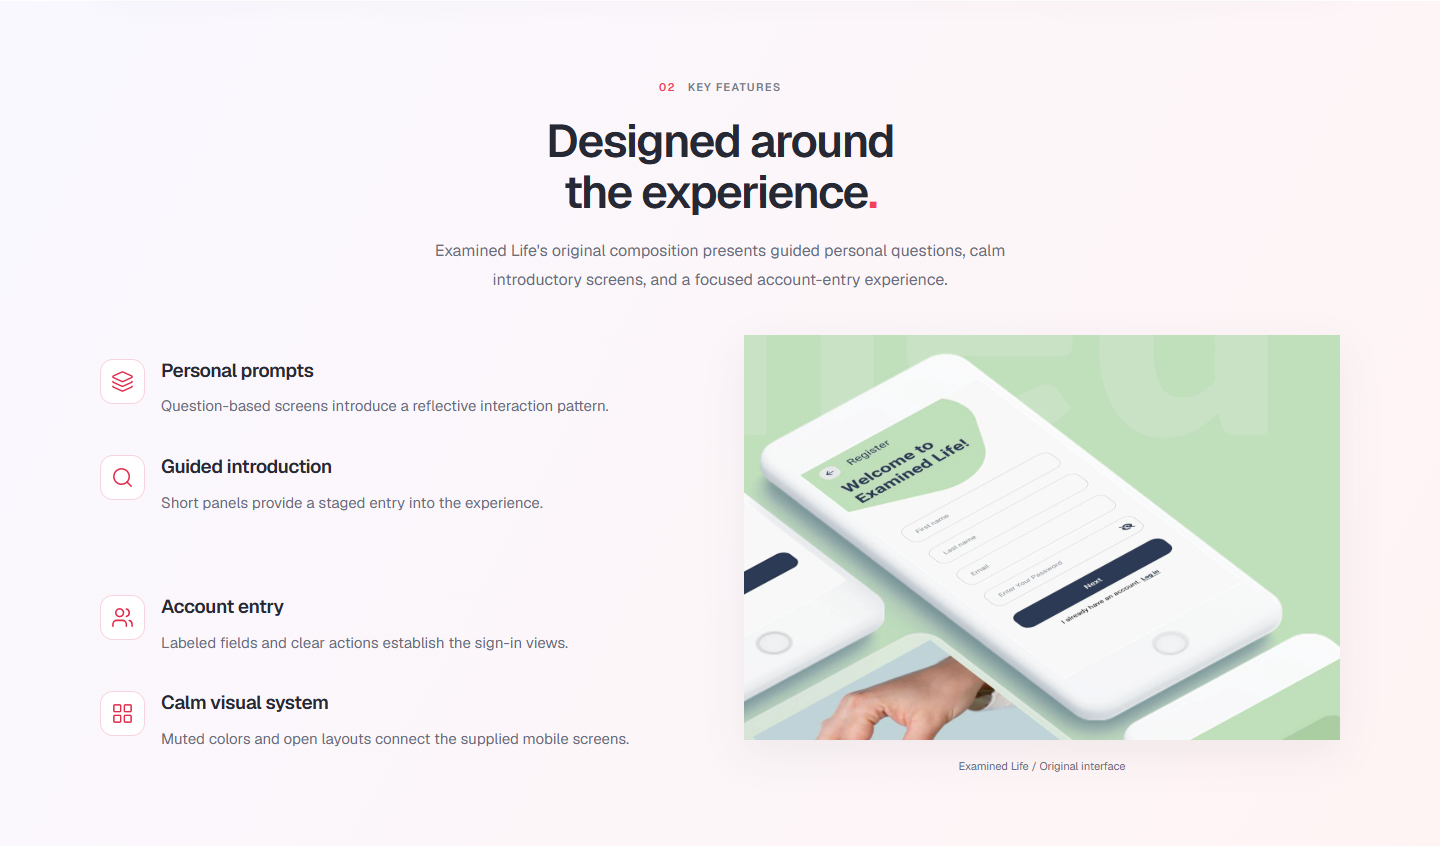 02 KEY FEATURES
Designed around
the experience.
Examined Life's original composition presents guided personal questions, calm
introductory screens, and a focused account-entry experience.
Personal prompts
Question-based screens introduce a reflective interaction pattern.
Guided introduction
Short panels provide a staged entry into the experience.
Account entry
Labeled fields and clear actions establish the sign-in views.
Calm visual system
Muted colors and open layouts connect the supplied mobile screens.
Register
Welcome to
Examined Life!
First name
Last name
Email
Enter Your Password
Next
I already have an account. Log in
Examined Life / Original interface